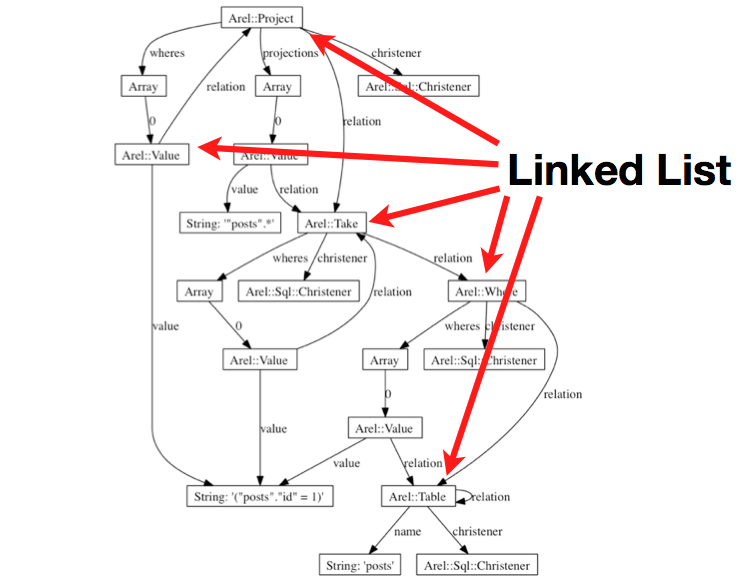 Arel::Project
wheres
projections
christener
Array
relation
Array
Arel::Sql::Christener
0
0
relation
Arel::Value
Arel::Value
Linked List
value
relation
String: '"posts".*'
Arel::Take
wheres
christener
relation
Array
Arel::Sql::Christener
relation
Arel::Where
value
0
wheres
christener
Arel::Value
Array
Arel::Sql::Christener
0
relation
value
Arel::Value
value
relation
String: '("posts"."id" = 1)'
Arel::Table
relation
name
christener
String: 'posts'
Arel::Sql::Christener